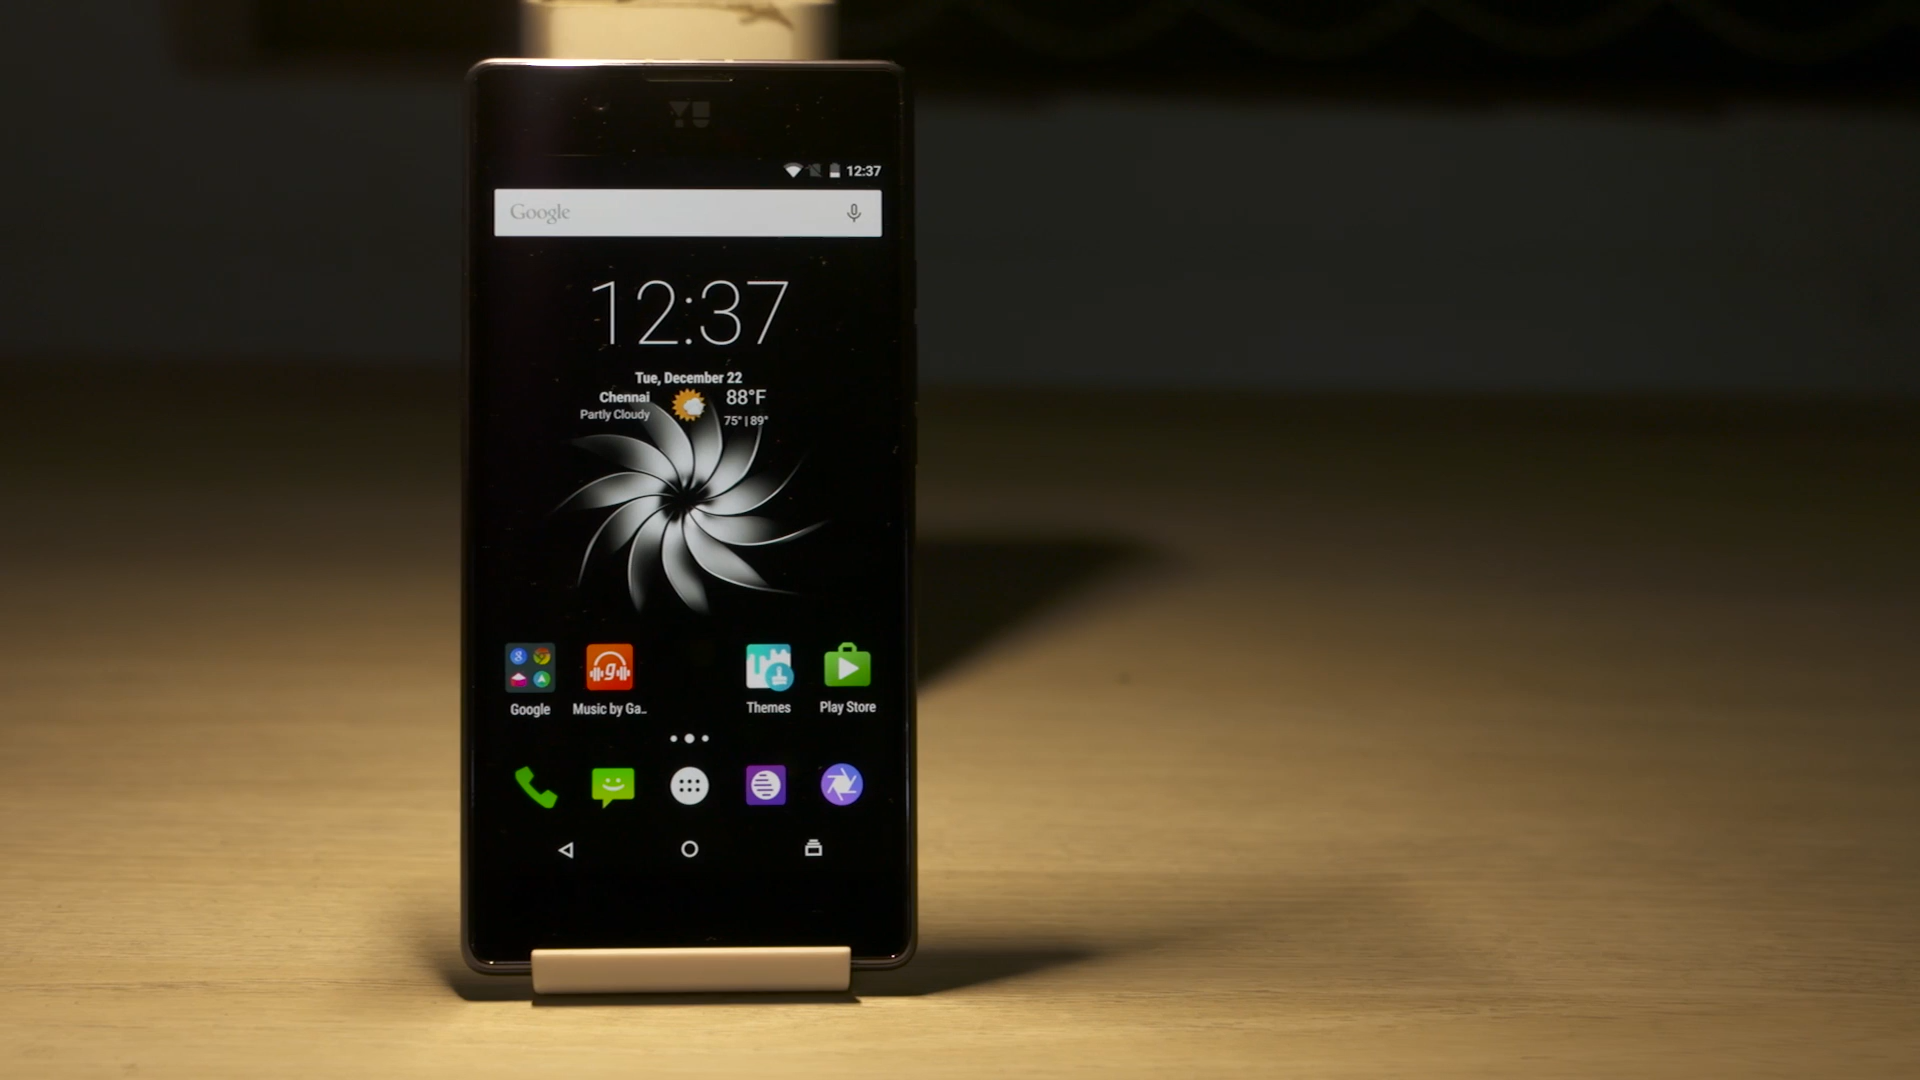 YU
12:37
Google
12:37
Tue, December 22
Chennai
88°F
Partly Cloudy
75° | 89°
Google
Music by Ga..
Themes
Play Store